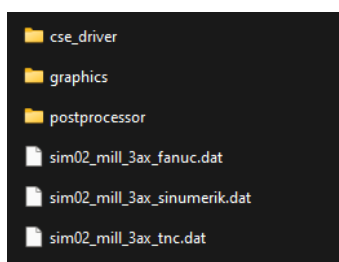 cse_driver
graphics
postprocessor
sim02_mill_3ax_fanuc.dat
sim02_mill_3ax_sinumerik.dat
sim02_mill_3ax_tnc.dat